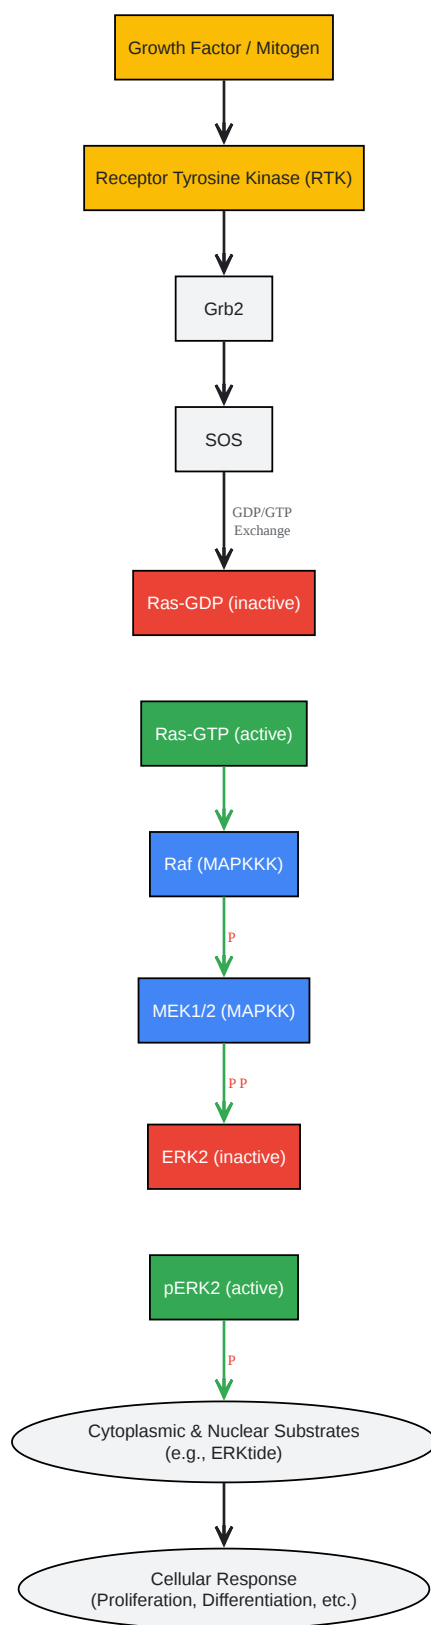 Growth Factor / Mitogen
Receptor Tyrosine Kinase (RTK)
Grb2
SOS
GDP/GTP
Exchange
Ras-GDP (inactive)
Ras-GTP (active)
Raf (MAPKKK)
P
MEK1/2 (MAPKK)
P P
ERK2 (inactive)
pERK2 (active)
P
Cytoplasmic & Nuclear Substrates
(e.g., ERKtide)
Cellular Response
(Proliferation, Differentiation, etc.)